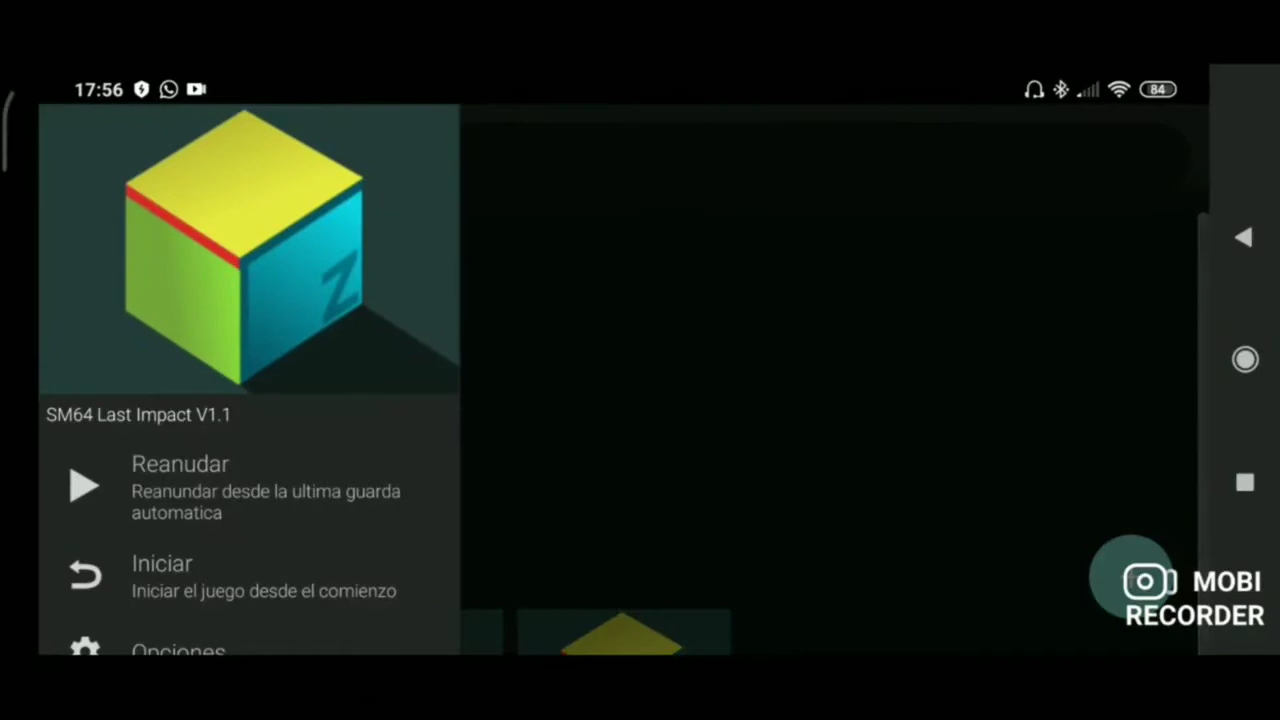 17:56
84
Z
SM64 Last Impact V1.1
Reanudar
Reanundar desde la ultima guarda
automatica
Iniciar
Iniciar el juego desde el comienzo
Opciones
MOBI
RECORDER